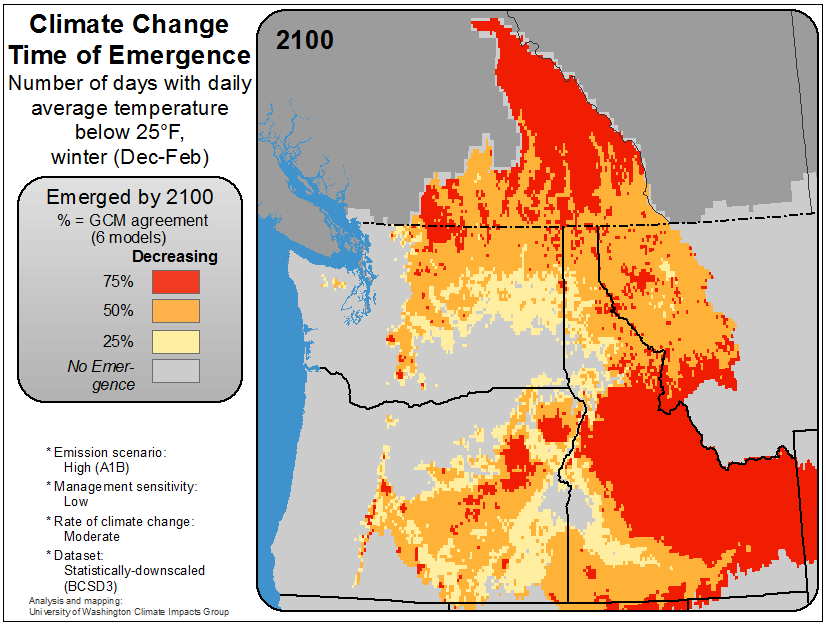 Climate Change
Time of Emergence
Number of days with daily
average temperature
below 25°F,
winter (Dec-Feb)
Emerged by 2100
% = GCM agreement
(6 models)
Decreasing
75%
50%
25%
No Emer-
gence
* Emission scenario:
High (A1B)
* Management sensitivity:
Low
* Rate of climate change:
Moderate
* Dataset:
Statistically-downscaled
(BCSD3)
Analysis and mapping:
University of Washington Climate Impacts Group
2100